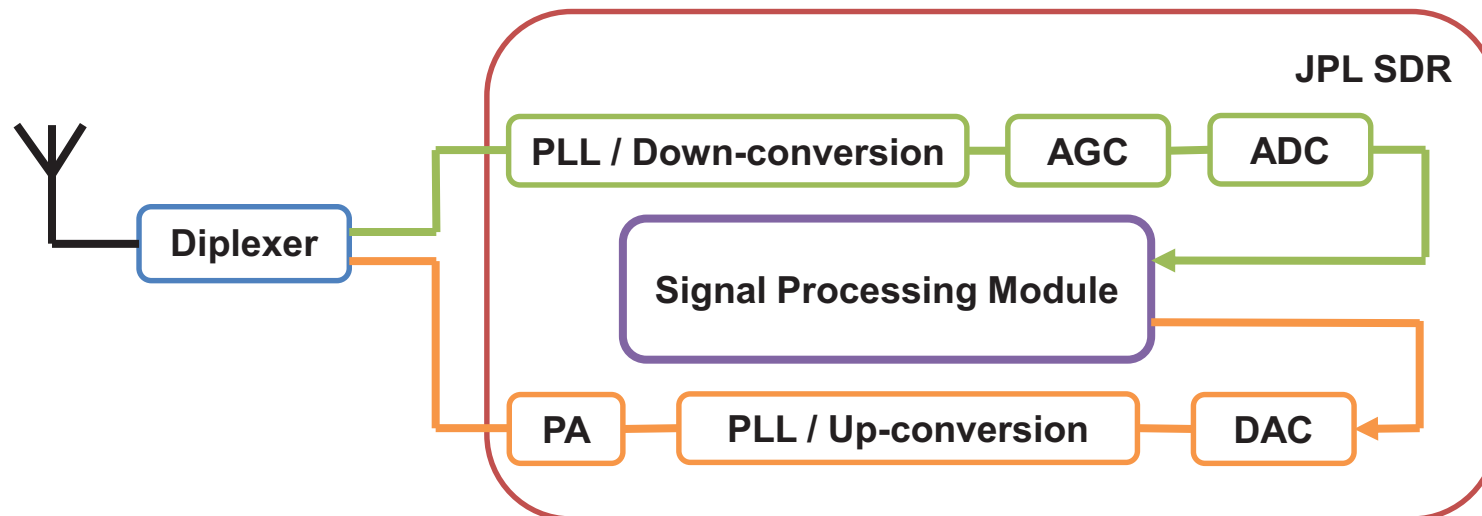 JPL SDR
PLL / Down-conversion
AGC
ADC
Diplexer
Signal Processing Module
PA
PLL / Up-conversion
DAC